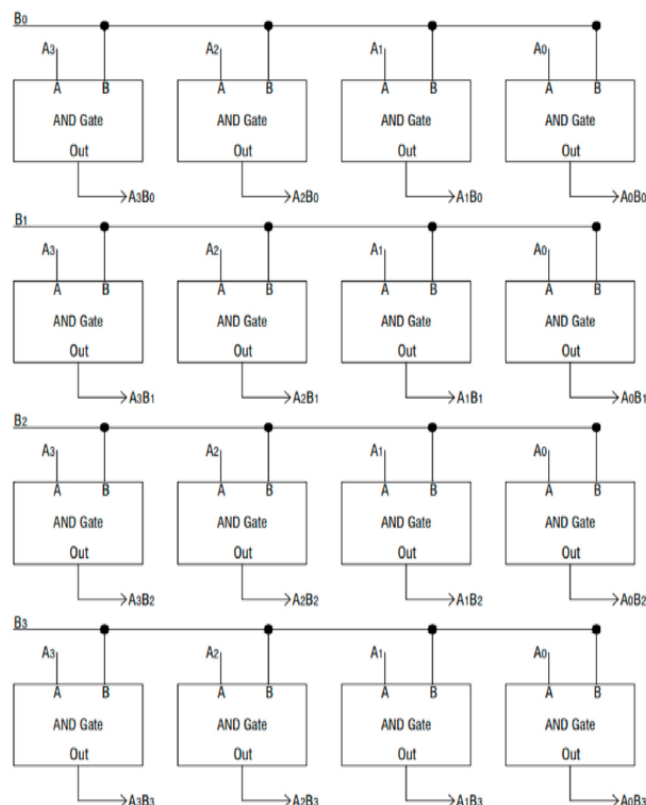 B0
A3 A2 A1 A0
A B A B A B A B
AND Gate AND Gate AND Gate AND Gate
Out Out Out Out
A3B0 A2B0 A1B0 A0B0
B1
A3 A2 A1 A0
A B A B A B A B
AND Gate AND Gate AND Gate AND Gate
Out Out Out Out
A3B1 A2B1 A1B1 A0B1
B2
A3 A2 A1 A0
A B A B A B A B
AND Gate AND Gate AND Gate AND Gate
Out Out Out Out
A3B2 A2B2 A1B2 A0B2
B3
A3 A2 A1 A0
A B A B A B A B
AND Gate AND Gate AND Gate AND Gate
Out Out Out Out
A3B3 A2B3 A1B3 A0B3